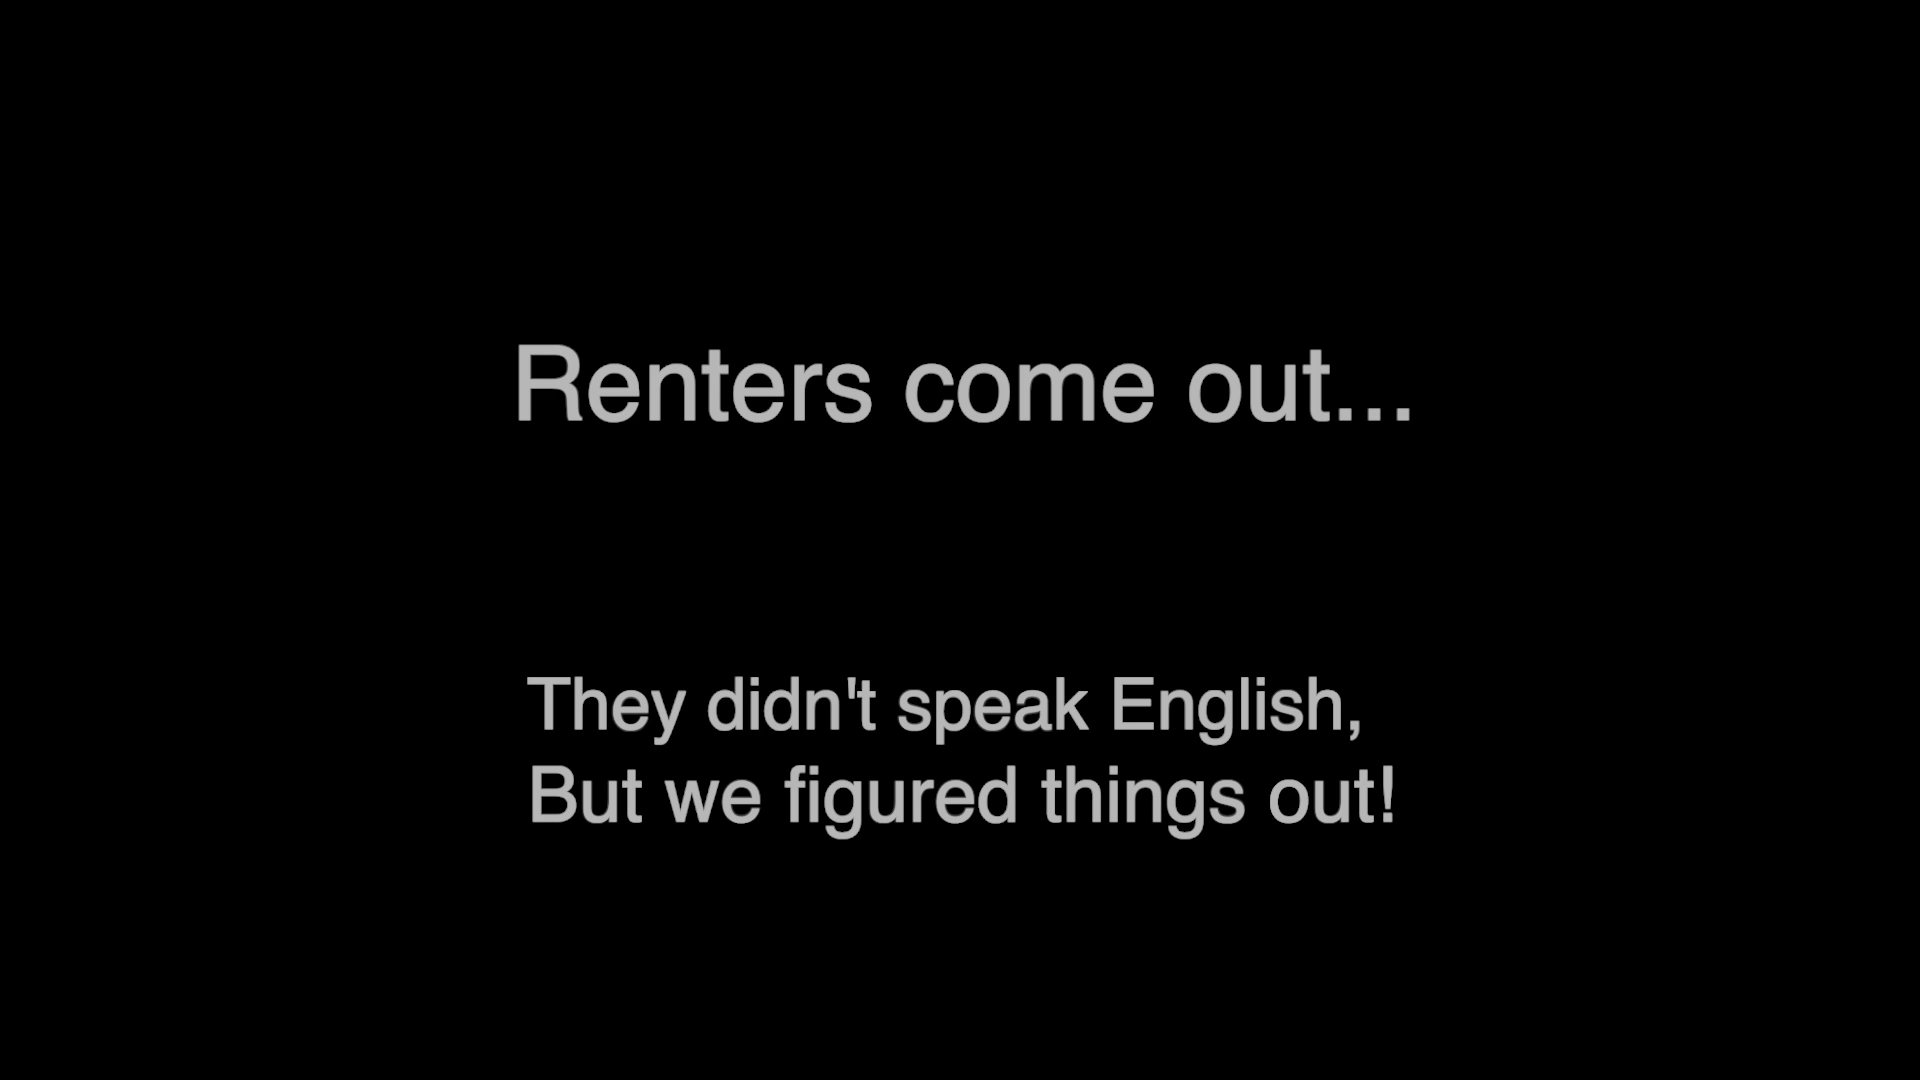 Renters come out...
They didn't speak English,
But we figured things out!